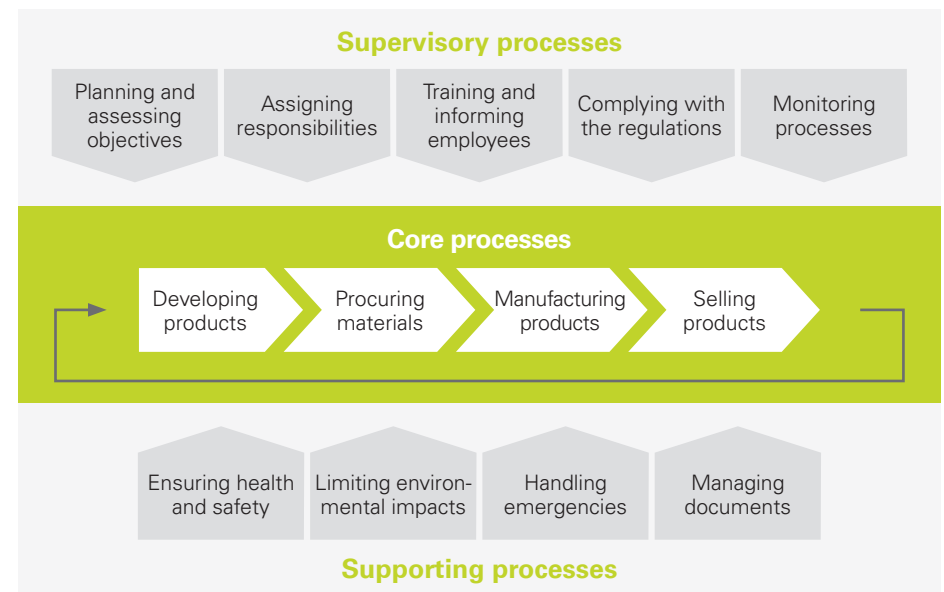 Supervisory processes
Planning and
assessing
objectives
Assigning
responsibilities
Training and
informing
employees
Complying with
the regulations
Monitoring
processes
Core processes
Developing
products
Procuring
materials
Manufacturing
products
Selling
products
Ensuring health
and safety
Limiting environ-
mental impacts
Handling
emergencies
Managing
documents
Supporting processes